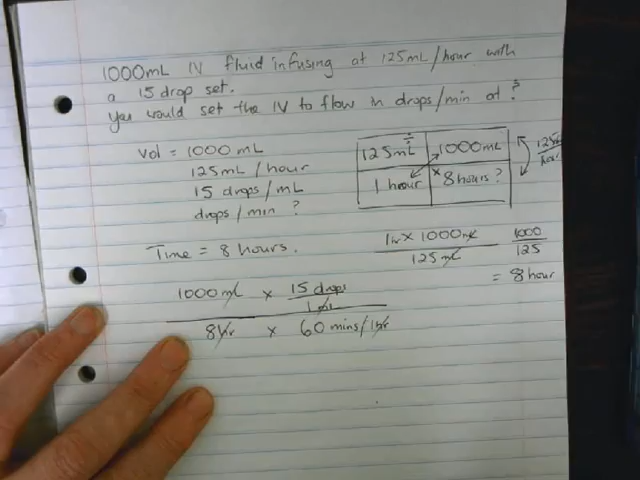 1000mL IV fluid infusing at 125mL/hour with
a 15 drop set.
You would set the IV to flow in drops/min at ?
Vol = 1000 mL
125mL/hour
15 drops/mL
drops/min ?
125mL ÷ 1000mL
1 hour × 8 hours?
Time = 8 hours.
1hr × 1000mL
125mL
1000
125
= 8 hour
1000mL × 15 drops
1mL
8hr × 60 mins/1hr